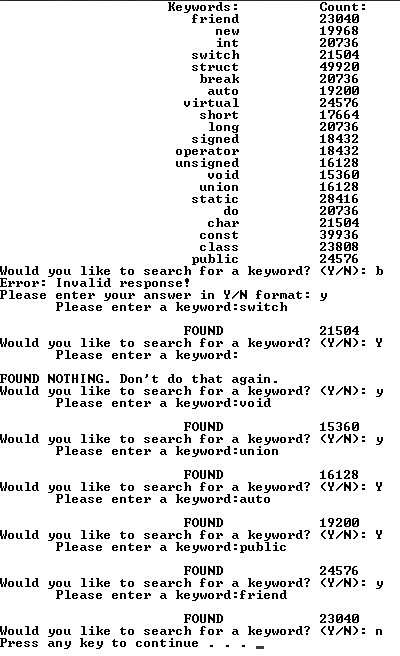 Keywords: Count:
friend 23040
new 19968
int 20736
switch 21504
struct 49920
break 20736
auto 19200
virtual 24576
short 17664
long 20736
signed 18432
operator 18432
unsigned 16128
void 15360
union 16128
static 28416
do 20736
char 21504
const 39936
class 23808
public 24576
Would you like to search for a keyword? (Y/N): b
Error: Invalid response!
Please enter your answer in Y/N format: y
Please enter a keyword:switch
FOUND 21504
Would you like to search for a keyword? (Y/N): Y
Please enter a keyword:
FOUND NOTHING. Don't do that again.
Would you like to search for a keyword? (Y/N): y
Please enter a keyword:void
FOUND 15360
Would you like to search for a keyword? (Y/N): y
Please enter a keyword:union
FOUND 16128
Would you like to search for a keyword? (Y/N): Y
Please enter a keyword:auto
FOUND 19200
Would you like to search for a keyword? (Y/N): Y
Please enter a keyword:public
FOUND 24576
Would you like to search for a keyword? (Y/N): y
Please enter a keyword:friend
FOUND 23040
Would you like to search for a keyword? (Y/N): n
Press any key to continue . . . _